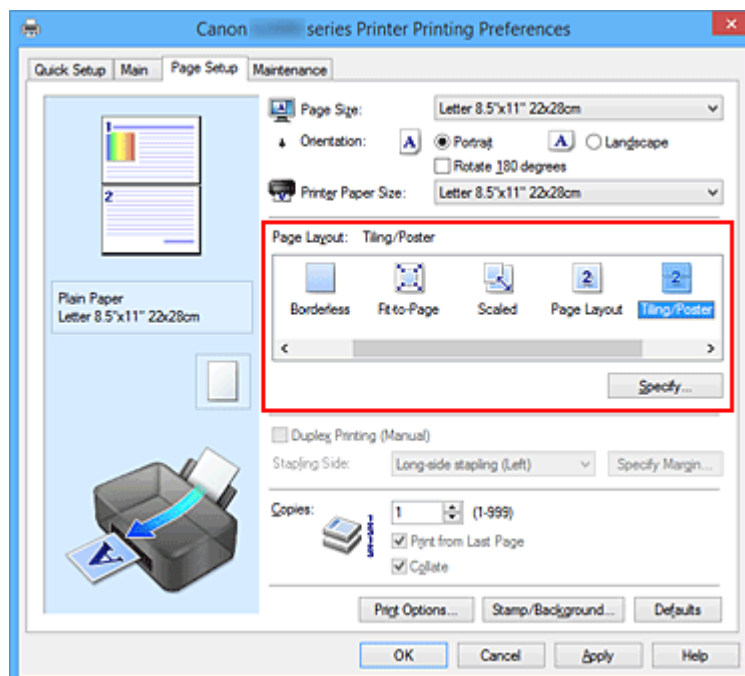 Canon series Printer Printing Preferences
Quick Setup Main Page Setup Maintenance
Page Size: Letter 8.5"x11" 22x28cm
Orientation: A Portrait A Landscape
Rotate 180 degrees
Printer Paper Size: Letter 8.5"x11" 22x28cm
1
2
Plain Paper
Letter 8.5"x11" 22x28cm
Page Layout: Tiling/Poster
2 2
Borderless Fit-to-Page Scaled Page Layout Tiling/Poster
Specify...
Duplex Printing (Manual)
Stapling Side: Long-side stapling (Left) Specify Margin...
Copies: 1 (1-999)
Print from Last Page
Collate
A
Print Options... Stamp/Background... Defaults
OK Cancel Apply Help